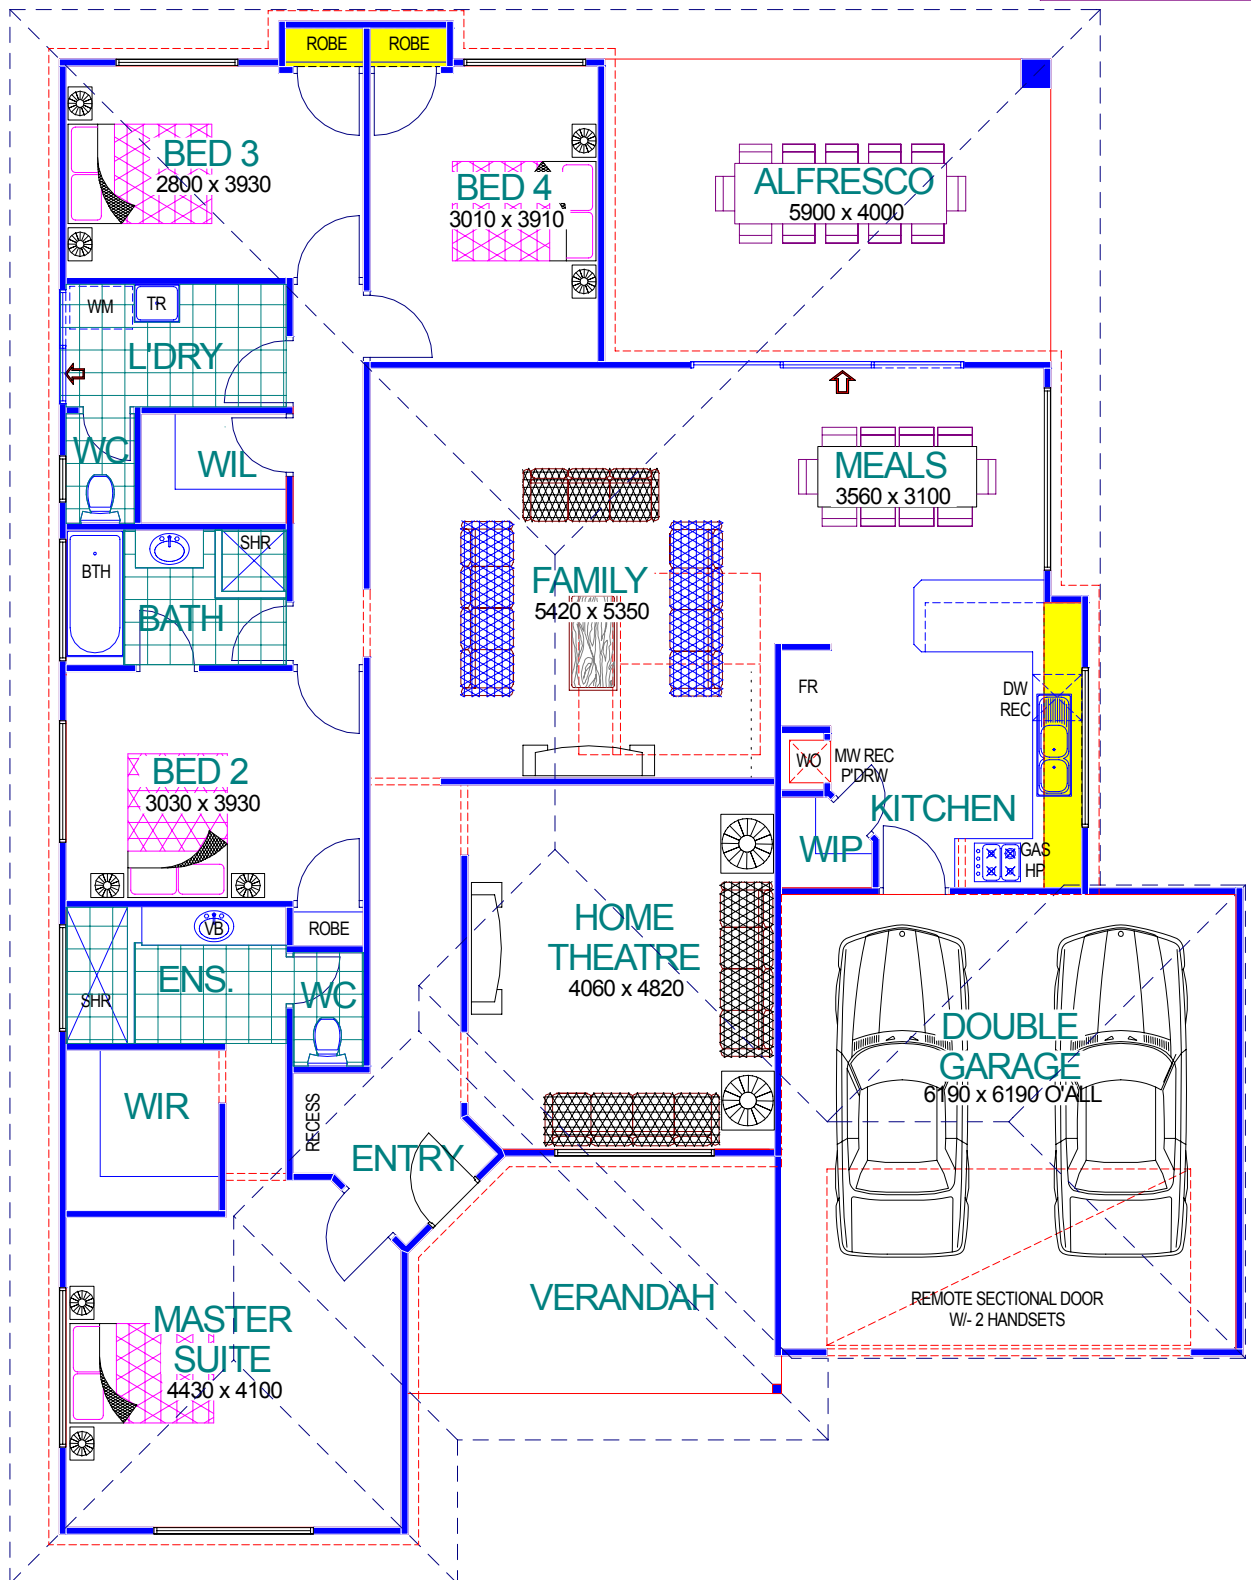 ROBE
ROBE
BED 3
2800 x 3930
BED 4
3010 x 3910
ALFRESCO
5900 x 4000
WM
TR
L'DRY
WC
WIL
MEALS
3560 x 3100
SHR
BTH
BATH
FAMILY
5420 x 5350
FR
DW
REC
WO
MW REC
P'DRW
BED 2
3030 x 3930
KITCHEN
WIP
GAS
HP
VB
ROBE
HOME
THEATRE
4060 x 4820
ENS.
SHR
WC
DOUBLE
GARAGE
6190 x 6190 O'ALL
WIR
RECESS
ENTRY
VERANDAH
REMOTE SECTIONAL DOOR
W/- 2 HANDSETS
MASTER
SUITE
4430 x 4100